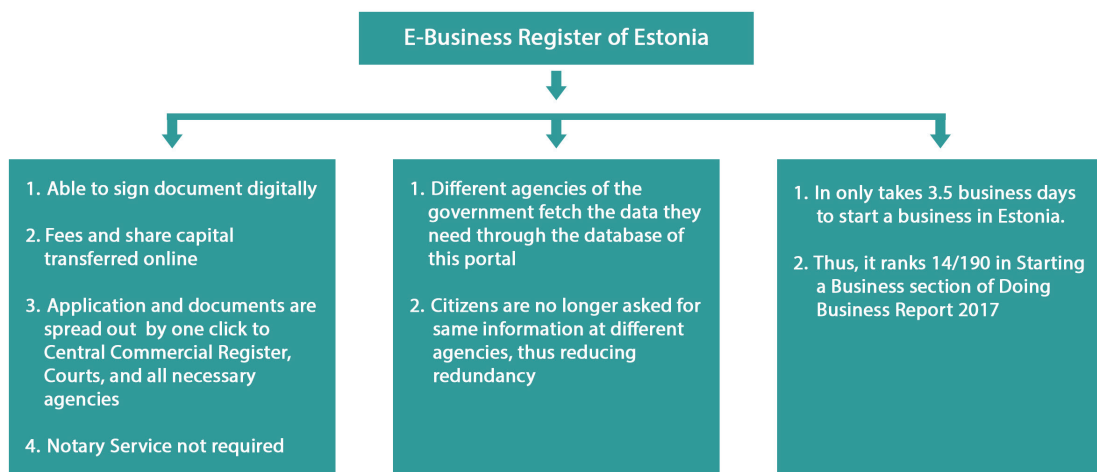 E-Business Register of Estonia
1. Able to sign document digitally
2. Fees and share capital
transferred online
3. Application and documents are
spread out by one click to
Central Commercial Register,
Courts, and all necessary
agencies
4. Notary Service not required
1. Different agencies of the
government fetch the data they
need through the database of
this portal
2. Citizens are no longer asked for
same information at different
agencies, thus reducing
redundancy
1. In only takes 3.5 business days
to start a business in Estonia.
2. Thus, it ranks 14/190 in Starting
a Business section of Doing
Business Report 2017